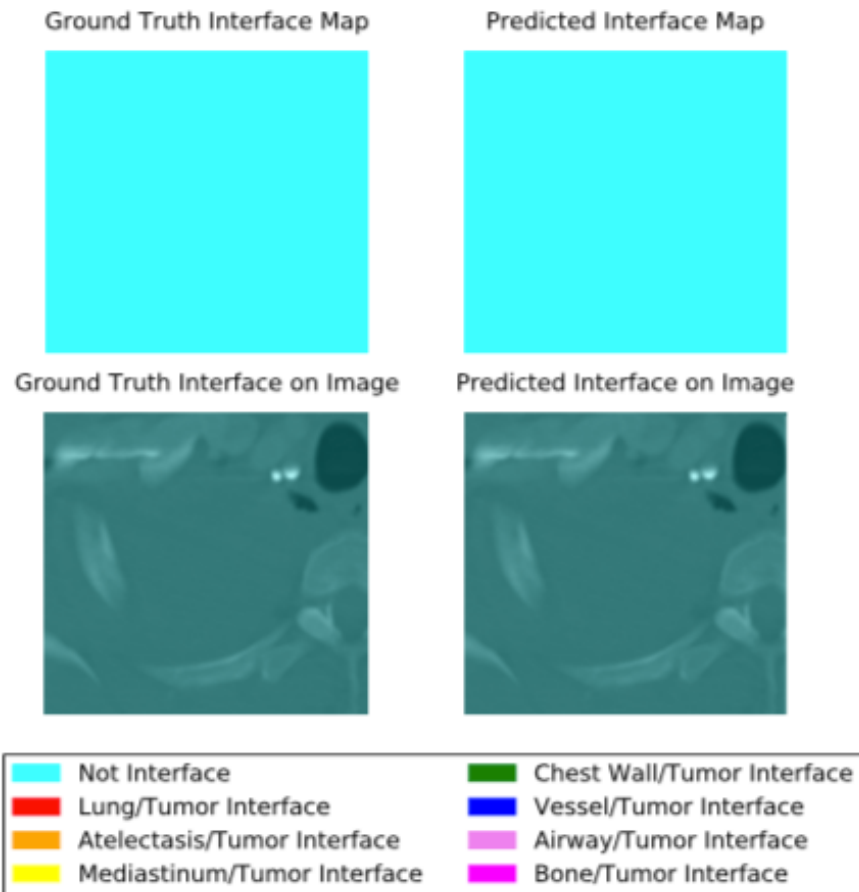 Ground Truth Interface Map
Predicted Interface Map
Ground Truth Interface on Image
Predicted Interface on Image
Not Interface
Lung/Tumor Interface
Atelectasis/Tumor Interface
Mediastinum/Tumor Interface
Chest Wall/Tumor Interface
Vessel/Tumor Interface
Airway/Tumor Interface
Bone/Tumor Interface